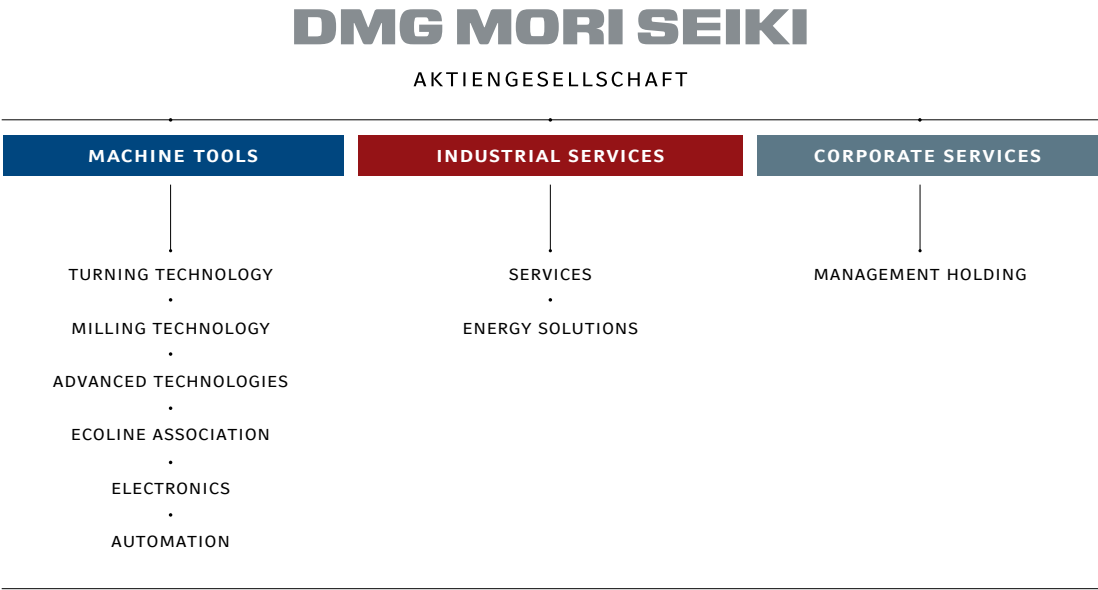 DMG MORI SEIKI
AKTIENGESELLSCHAFT
MACHINE TOOLS
INDUSTRIAL SERVICES
CORPORATE SERVICES
TURNING TECHNOLOGY
MILLING TECHNOLOGY
ADVANCED TECHNOLOGIES
ECOLINE ASSOCIATION
ELECTRONICS
AUTOMATION
SERVICES
ENERGY SOLUTIONS
MANAGEMENT HOLDING